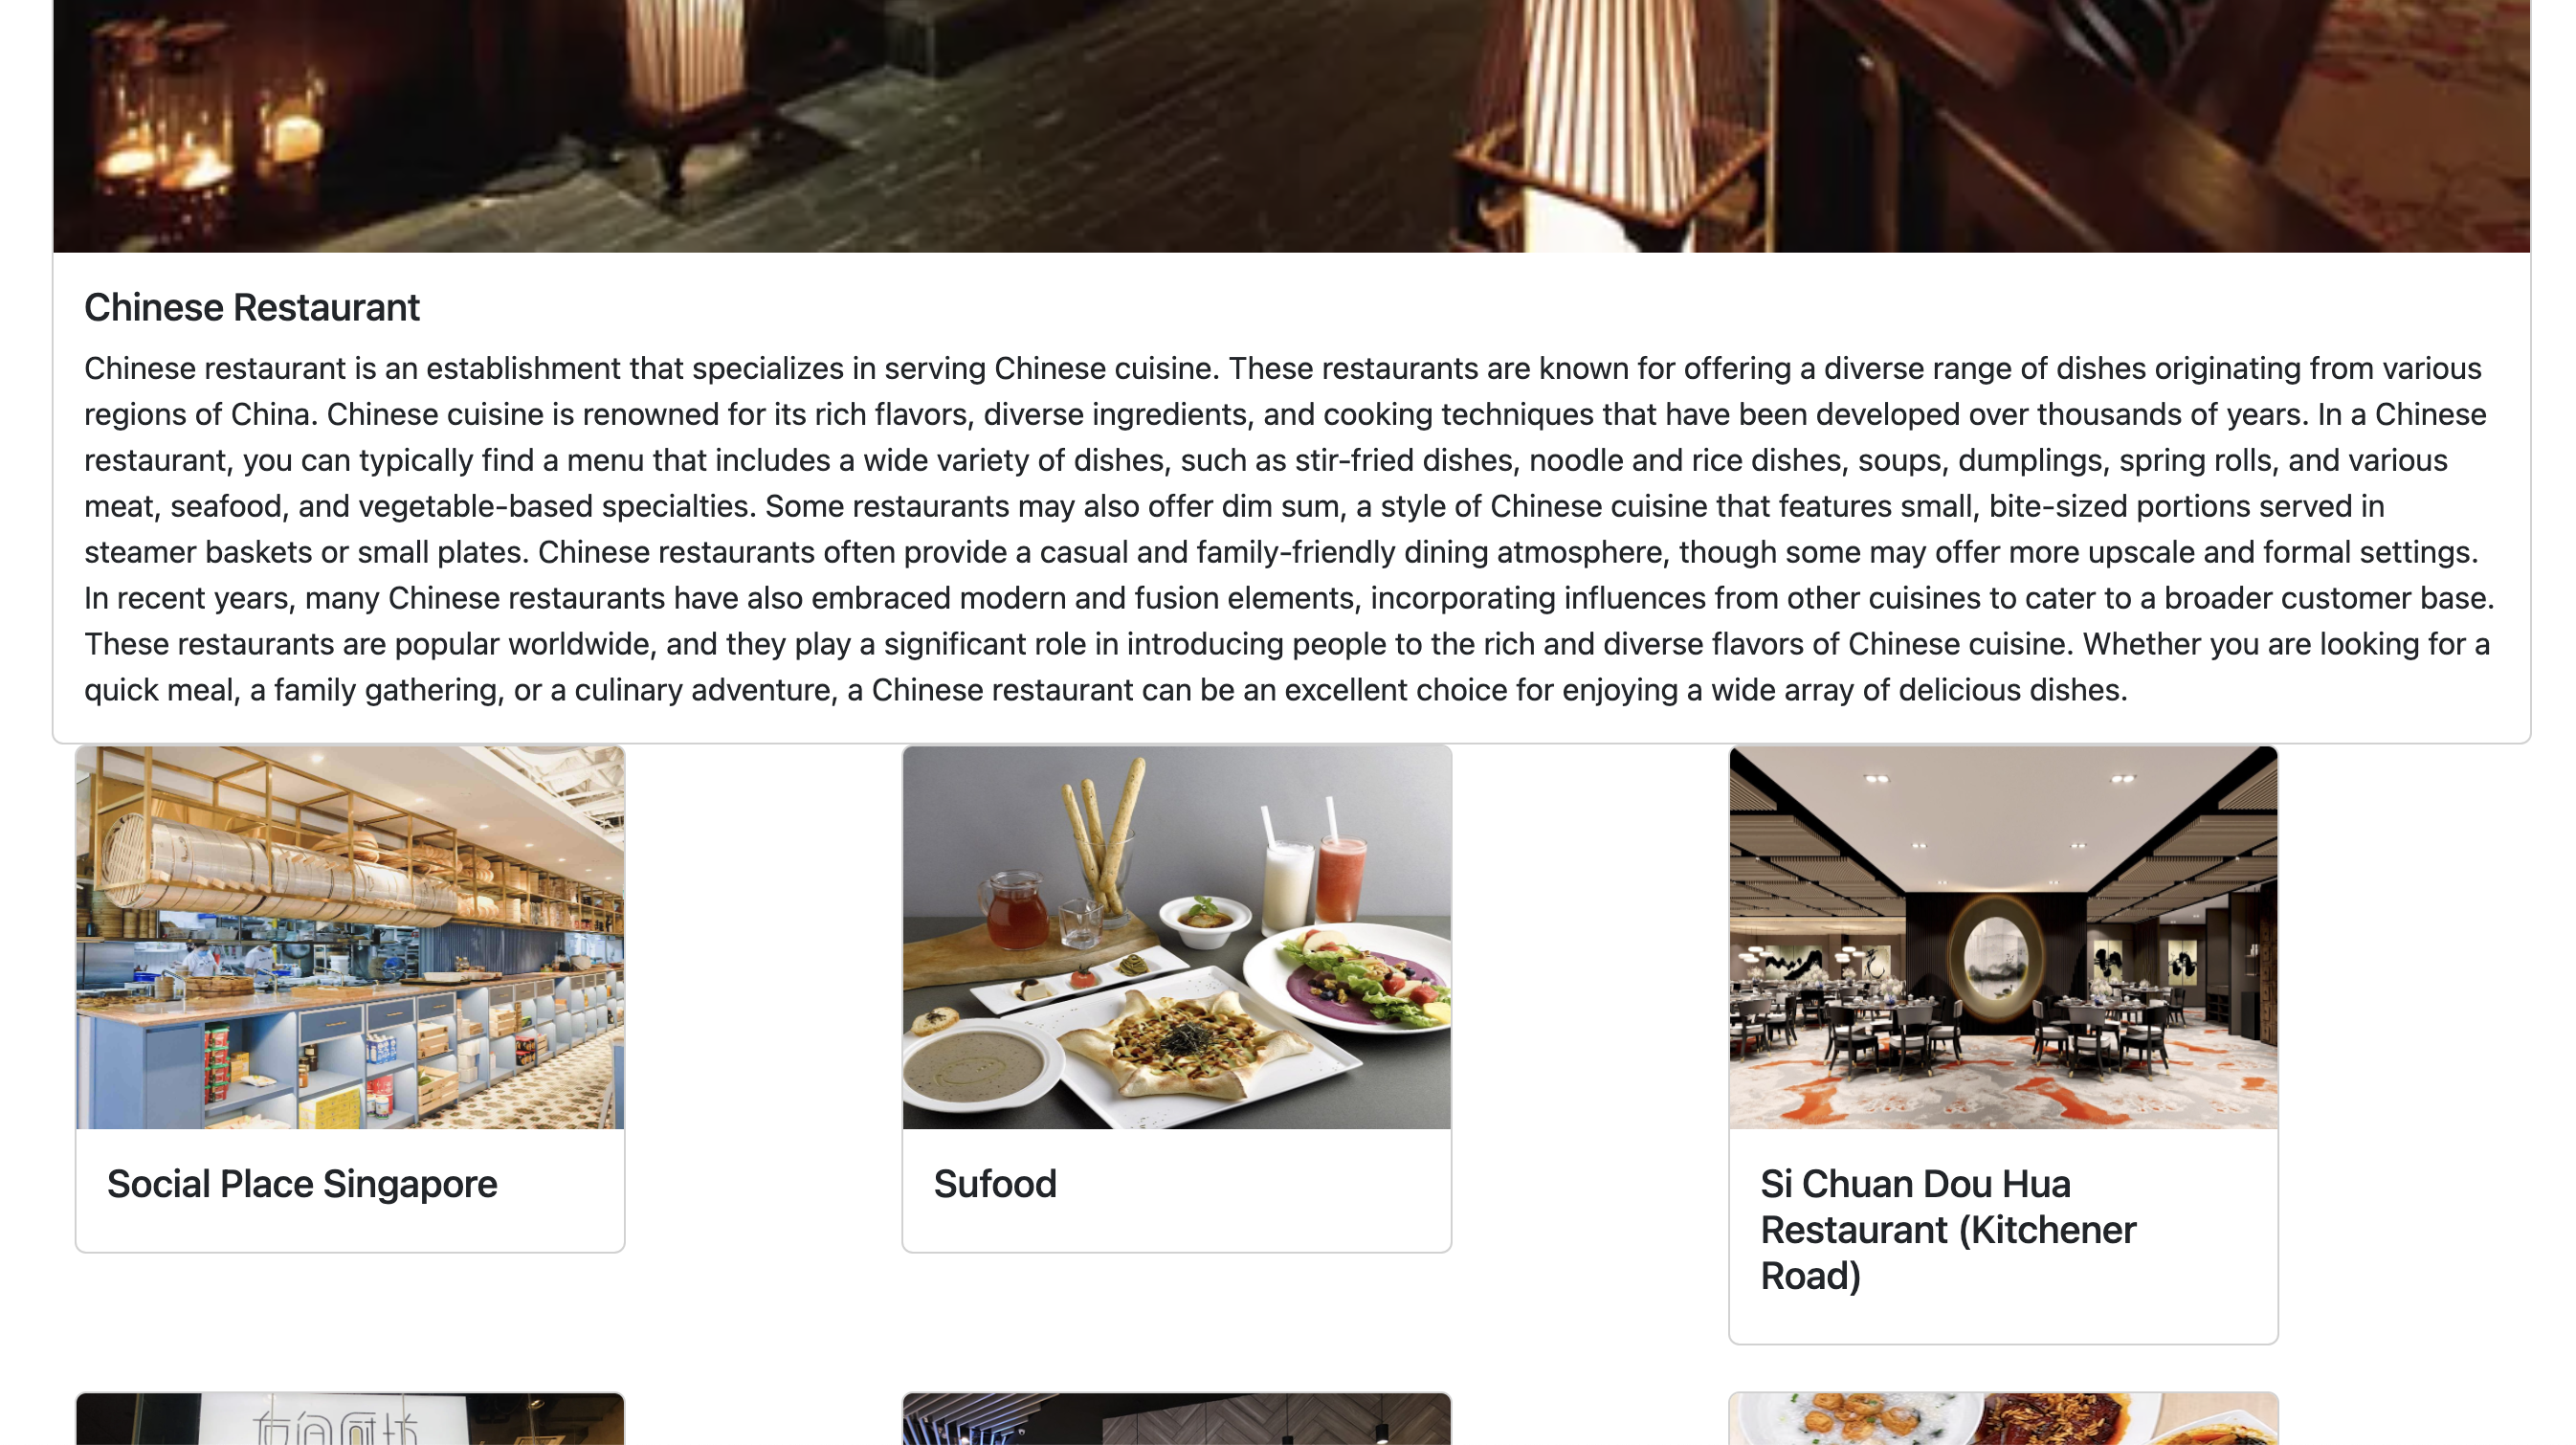 Chinese Restaurant
Chinese restaurant is an establishment that specializes in serving Chinese cuisine. These restaurants are known for offering a diverse range of dishes originating from various
regions of China. Chinese cuisine is renowned for its rich flavors, diverse ingredients, and cooking techniques that have been developed over thousands of years. In a Chinese
restaurant, you can typically find a menu that includes a wide variety of dishes, such as stir-fried dishes, noodle and rice dishes, soups, dumplings, spring rolls, and various
meat, seafood, and vegetable-based specialties. Some restaurants may also offer dim sum, a style of Chinese cuisine that features small, bite-sized portions served in
steamer baskets or small plates. Chinese restaurants often provide a casual and family-friendly dining atmosphere, though some may offer more upscale and formal settings.
In recent years, many Chinese restaurants have also embraced modern and fusion elements, incorporating influences from other cuisines to cater to a broader customer base.
These restaurants are popular worldwide, and they play a significant role in introducing people to the rich and diverse flavors of Chinese cuisine. Whether you are looking for a
quick meal, a family gathering, or a culinary adventure, a Chinese restaurant can be an excellent choice for enjoying a wide array of delicious dishes.
Social Place Singapore
Sufood
Si Chuan Dou Hua
Restaurant (Kitchener
Road)